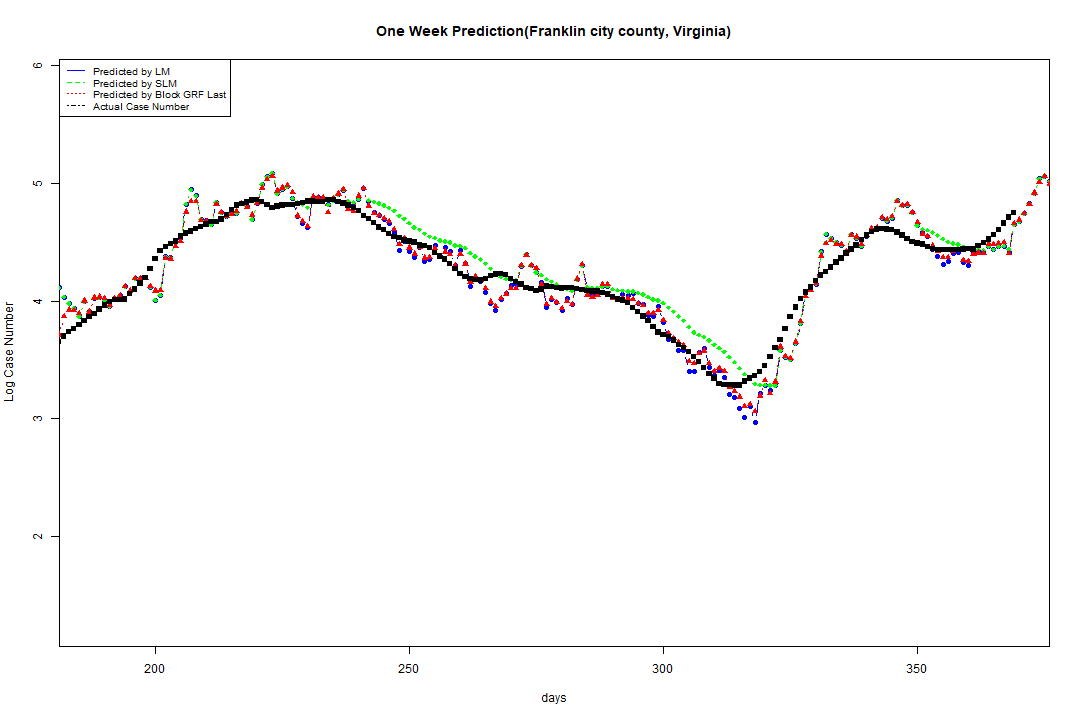 One Week Prediction(Franklin city county, Virginia)
Predicted by LM
Predicted by SLM
Predicted by Block GRF Last
Actual Case Number
6
5
4
3
2
Log Case Number
200
250
300
350
days